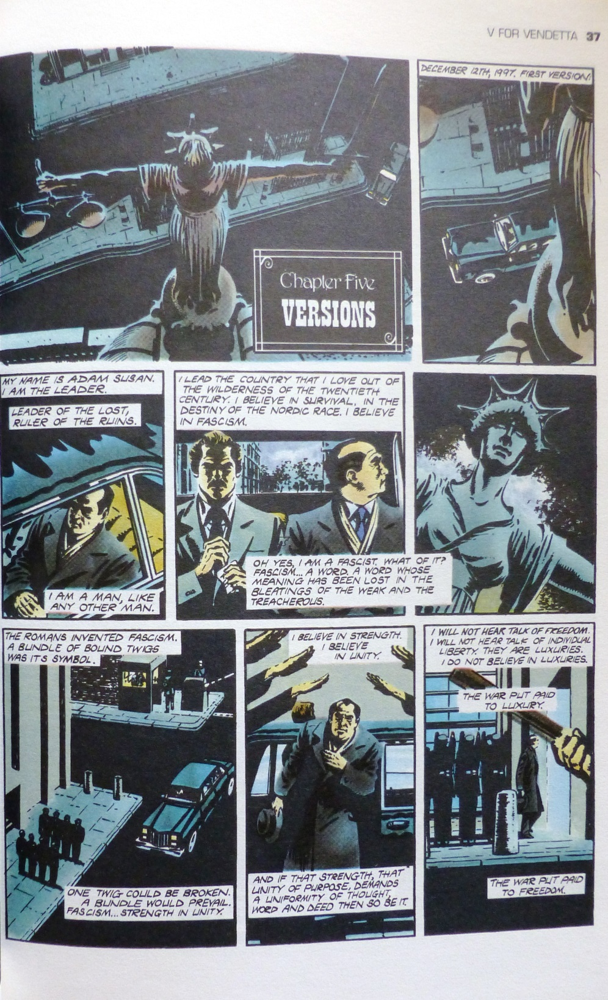 V FOR VENDETTA 37
Chapter Five
VERSIONS
DECEMBER 12TH, 1997. FIRST VERSION:
MY NAME IS ADAM SUSAN.
I AM THE LEADER.
LEADER OF THE LOST,
RULER OF THE RUINS.
I AM A MAN, LIKE
ANY OTHER MAN.
I LEAD THE COUNTRY THAT I LOVE OUT OF
THE WILDERNESS OF THE TWENTIETH
CENTURY. I BELIEVE IN SURVIVAL. IN THE
DESTINY OF THE NORDIC RACE. I BELIEVE
IN FASCISM.
OH YES, I AM A FASCIST. WHAT OF IT?
FASCISM... A WORD. A WORD WHOSE
MEANING HAS BEEN LOST IN THE
BLEATINGS OF THE WEAK AND THE
TREACHEROUS.
THE ROMANS INVENTED FASCISM.
A BUNDLE OF BOUND TWIGS
WAS ITS SYMBOL.
ONE TWIG COULD BE BROKEN.
A BUNDLE WOULD PREVAIL.
FASCISM... STRENGTH IN UNITY.
I BELIEVE IN STRENGTH.
I BELIEVE
IN UNITY.
AND IF THAT STRENGTH, THAT
UNITY OF PURPOSE, DEMANDS
A UNIFORMITY OF THOUGHT,
WORD AND DEED THEN SO BE IT.
I WILL NOT HEAR TALK OF FREEDOM.
I WILL NOT HEAR TALK OF INDIVIDUAL
LIBERTY. THEY ARE LUXURIES.
I DO NOT BELIEVE IN LUXURIES.
THE WAR PUT PAID
TO LUXURY.
THE WAR PUT PAID
TO FREEDOM.